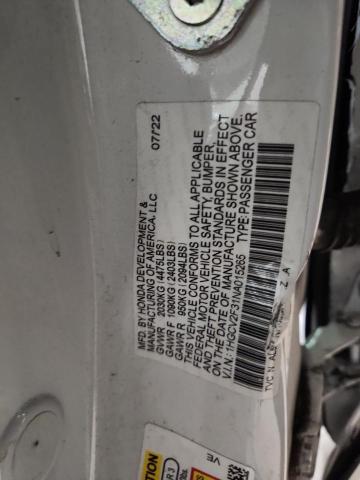 MFD. BY HONDA DEVELOPMENT & 07/22
MANUFACTURING OF AMERICA, LLC
GVWR 2030KG (4475LBS)
GAWR F 1090KG (2403LBS)
GAWR R 950KG (2094LBS)
THIS VEHICLE CONFORMS TO ALL APPLICABLE
FEDERAL MOTOR VEHICLE SAFETY, BUMPER,
AND THEFT PREVENTION STANDARDS IN EFFECT
ON THE DATE OF MANUFACTURE SHOWN ABOVE.
V.I.N.: 1HGCV2F31NA015265 TYPE:PASSENGER CAR
TVC N Z A
VE